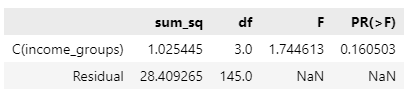 sum_sq df F PR(>F)
C(income_groups) 1.025445 3.0 1.744613 0.160503
Residual 28.409265 145.0 NaN NaN